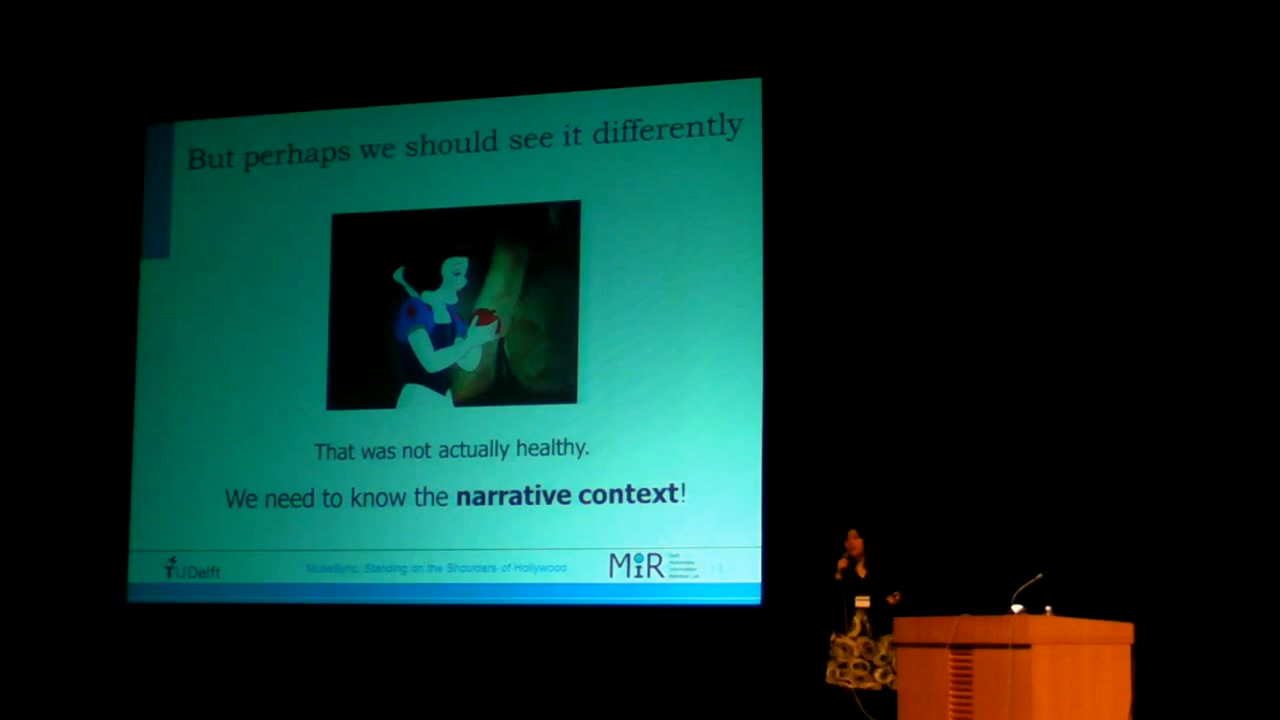 But perhaps we should see it differently
That was not actually healthy.
We need to know the narrative context!
TUDelft
MuseSync: Standing on the Shoulders of Hollywood
MiR